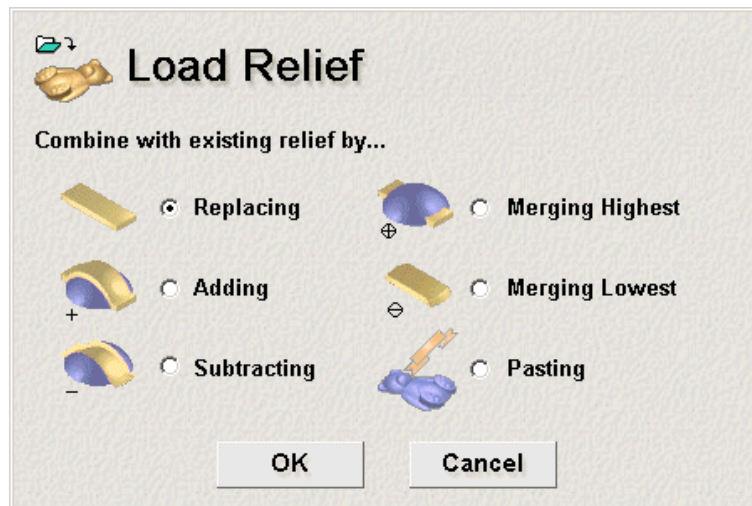 Load Relief
Combine with existing relief by...
Replacing
Merging Highest
Adding
Merging Lowest
Subtracting
Pasting
OK
Cancel